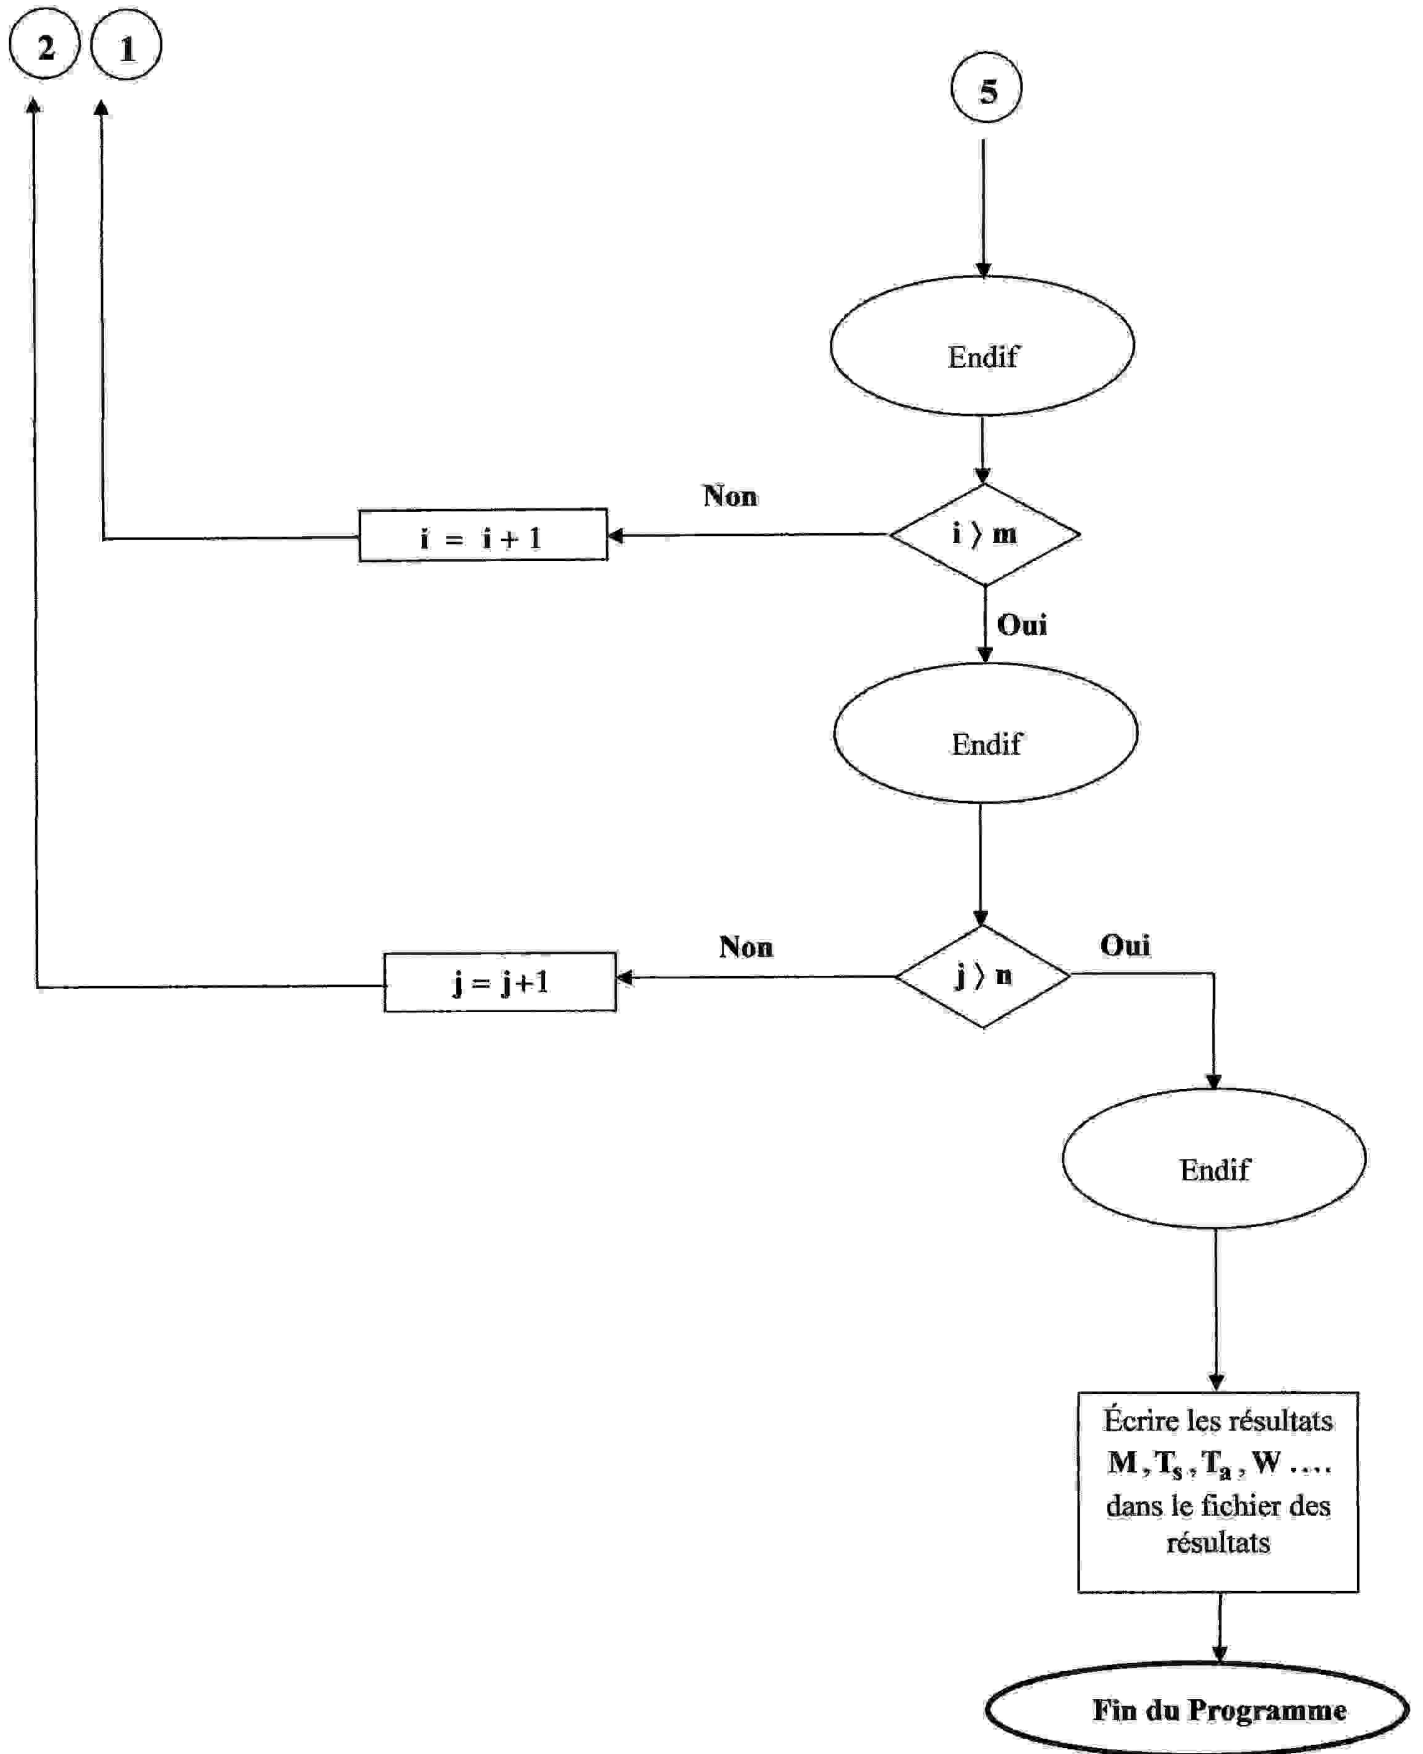 2
1
5
Endif
Non
i = i + 1
i ⟩ m
Oui
Endif
Non
Oui
j = j+1
j ⟩ n
Endif
Écrire les résultats
M , Ts , Ta , W ....
dans le fichier des
résultats
Fin du Programme